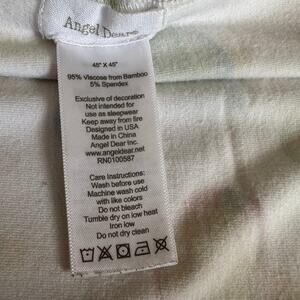 Angel Dear
45" X 45"
95% Viscose from Bamboo
5% Spandex
Exclusive of decoration
Not intended for
use as sleepwear
Keep away from fire
Designed in USA
Made in China
Angel Dear Inc.
www.angeldear.net
RN0100587
Care Instructions:
Wash before use
Machine wash cold
with like colors
Do not bleach
Tumble dry on low heat
Iron low
Do not dry clean